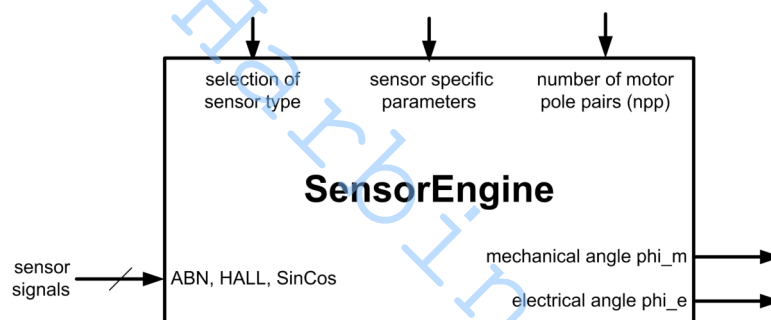 selection of
sensor type
sensor specific
parameters
number of motor
pole pairs (npp)
SensorEngine
mechanical angle phi_m
sensor
signals
ABN, HALL, SinCos
electrical angle phi_e
Harbin